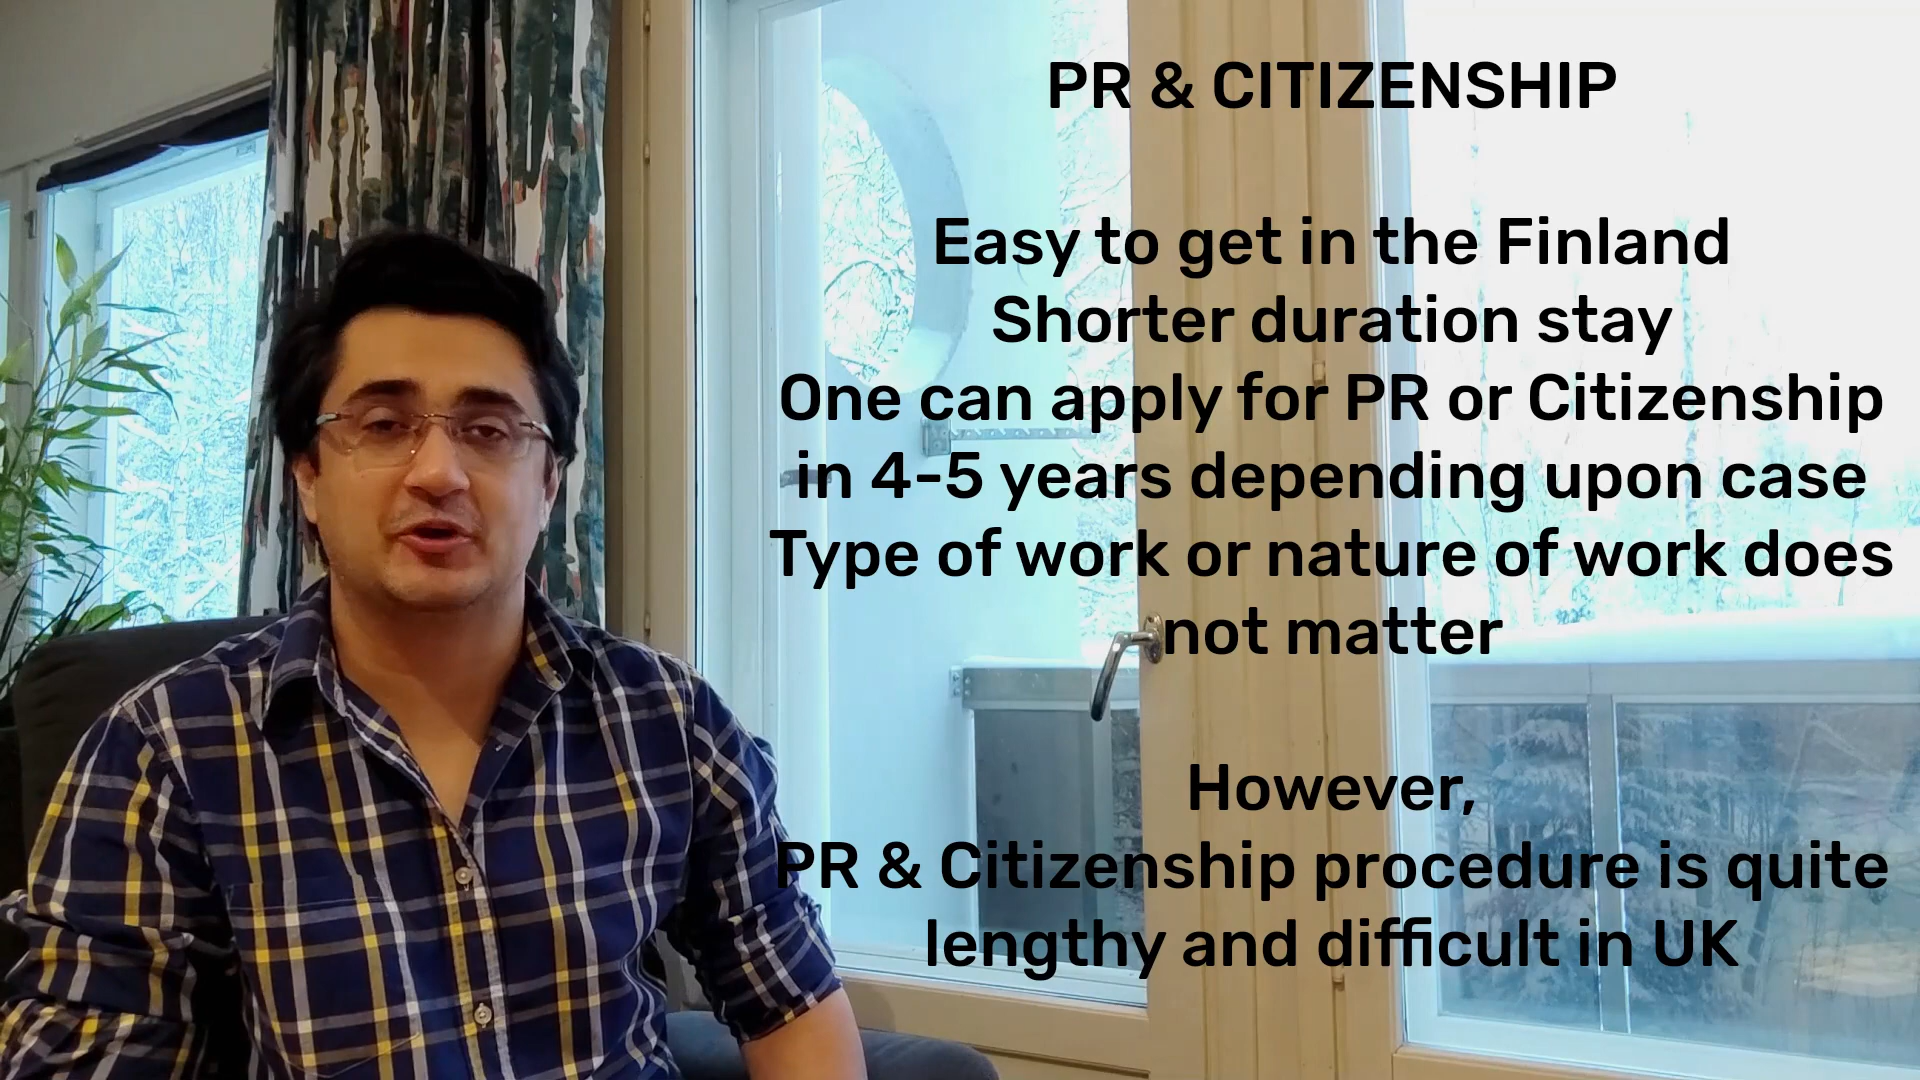 PR & CITIZENSHIP
Easy to get in the Finland
Shorter duration stay
One can apply for PR or Citizenship
in 4-5 years depending upon case
Type of work or nature of work does
not matter
However,
PR & Citizenship procedure is quite
lengthy and difficult in UK